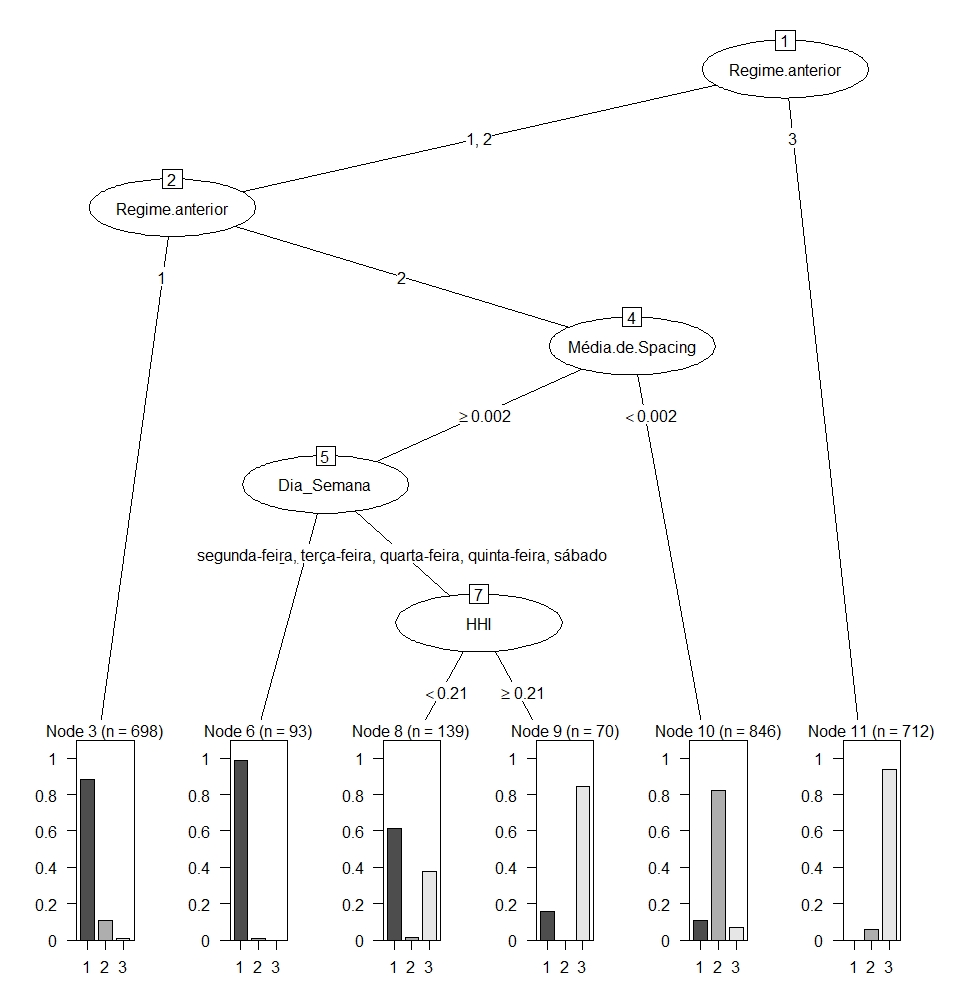 1
Regime.anterior
1, 2
3
2
Regime.anterior
1
2
4
Média.de.Spacing
≥ 0.002
< 0.002
5
Dia_Semana
segunda-feira, terça-feira, quarta-feira, quinta-feira, sábado
7
HHI
< 0.21
≥ 0.21
Node 3 (n = 698)
1
0.8
0.6
0.4
0.2
0
1 2 3
Node 6 (n = 93)
1
0.8
0.6
0.4
0.2
0
1 2 3
Node 8 (n = 139)
1
0.8
0.6
0.4
0.2
0
1 2 3
Node 9 (n = 70)
1
0.8
0.6
0.4
0.2
0
1 2 3
Node 10 (n = 846)
1
0.8
0.6
0.4
0.2
0
1 2 3
Node 11 (n = 712)
1
0.8
0.6
0.4
0.2
0
1 2 3